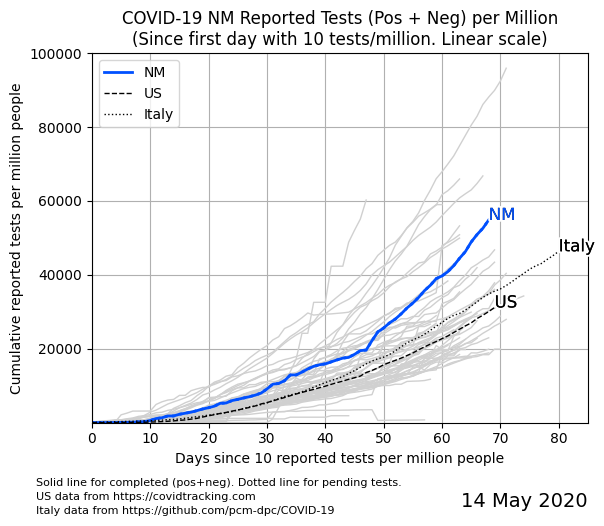 COVID-19 NM Reported Tests (Pos + Neg) per Million
(Since first day with 10 tests/million. Linear scale)
Cumulative reported tests per million people
100000
80000
60000
40000
20000
NM
US
Italy
NM
Italy
US
0 10 20 30 40 50 60 70 80
Days since 10 reported tests per million people
Solid line for completed (pos+neg). Dotted line for pending tests.
US data from https://covidtracking.com
Italy data from https://github.com/pcm-dpc/COVID-19
14 May 2020